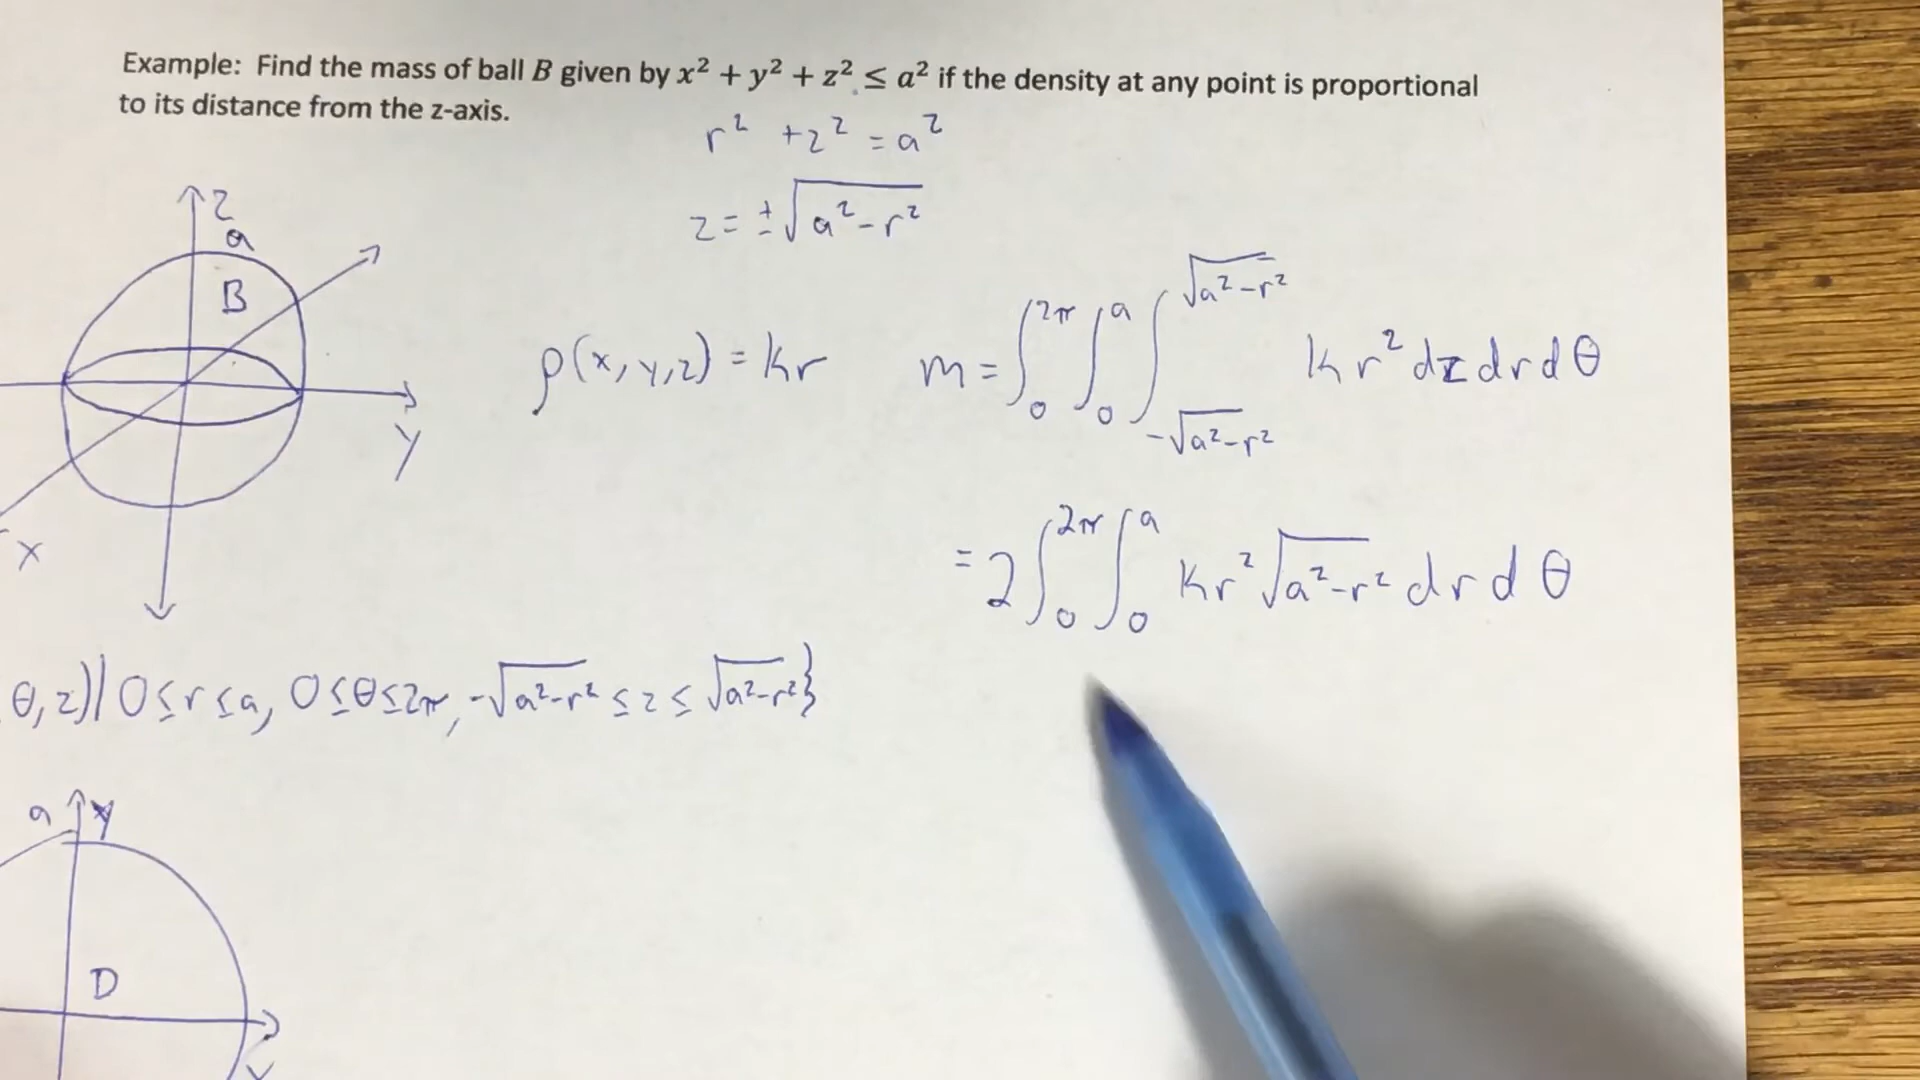 Example: Find the mass of ball B given by x² + y² + z² ≤ a² if the density at any point is proportional
to its distance from the z-axis.
r² + z² = a²
z = ±√(a² - r²)
z
a
B
y
x
ρ(x, y, z) = kr
m = ∫₀^2π ∫₀^a ∫_-√(a²-r²)^√(a²-r²) kr² dz dr dθ
= 2 ∫₀^2π ∫₀^a kr² √(a²-r²) dr dθ
θ, z) | 0 ≤ r ≤ a, 0 ≤ θ ≤ 2π, -√(a²-r²) ≤ z ≤ √(a²-r²)}
a
D